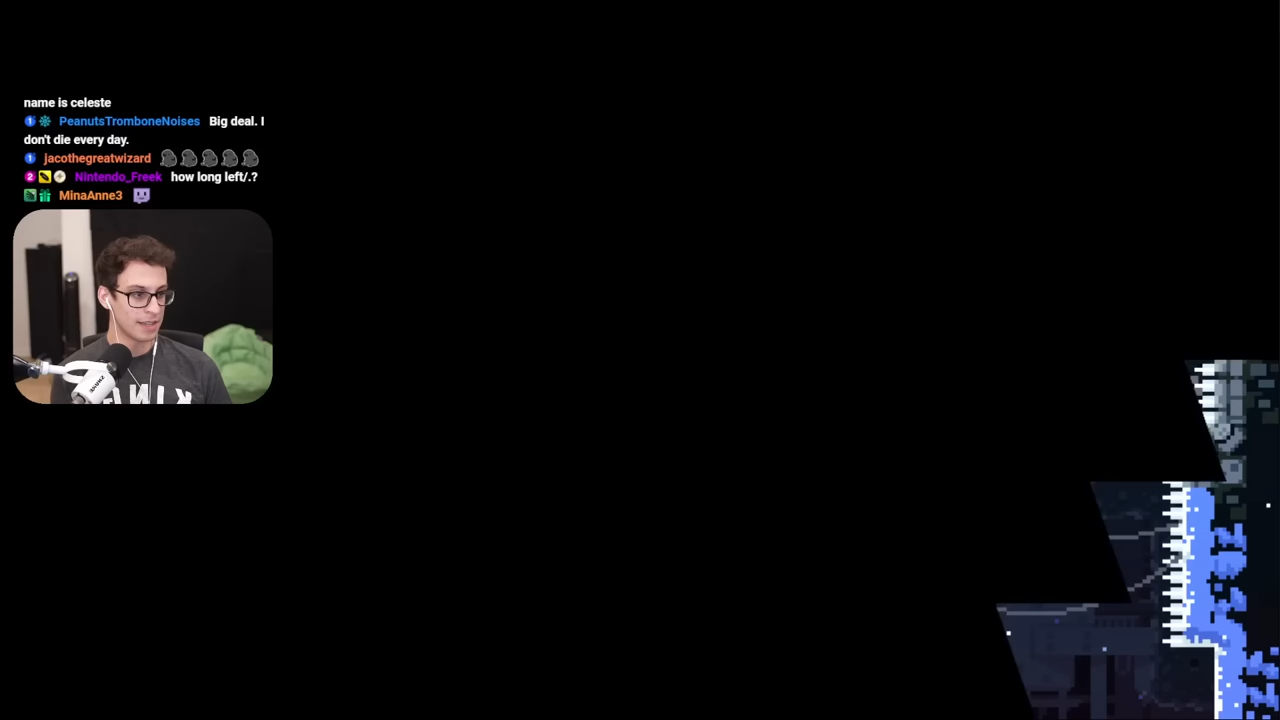 name is celeste
PeanutsTromboneNoises Big deal. I
don't die every day.
jacothegreatwizard
Nintendo_Freek how long left/.?
MinaAnne3